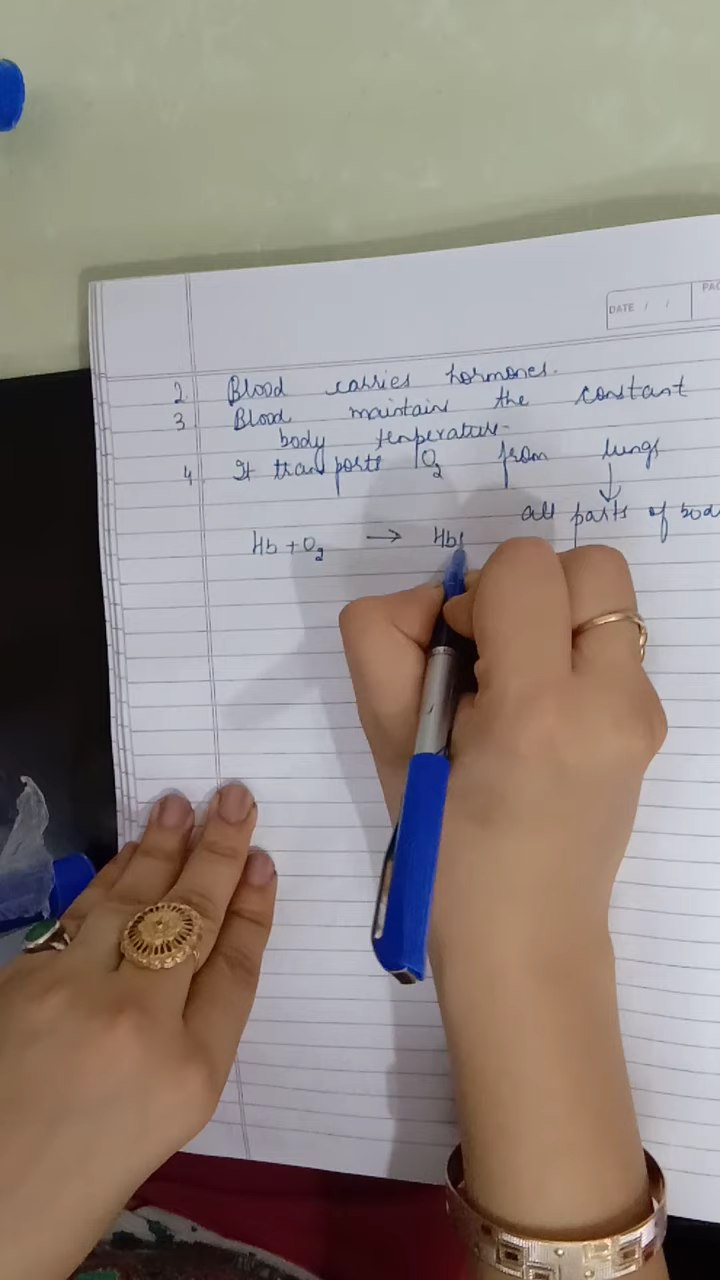 DATE / /
2 Blood carries hormones.
3 Blood maintain the constant
body temperature.
4 It transports O2 from lungs
↓
all parts of
Hb + O2 → Hb